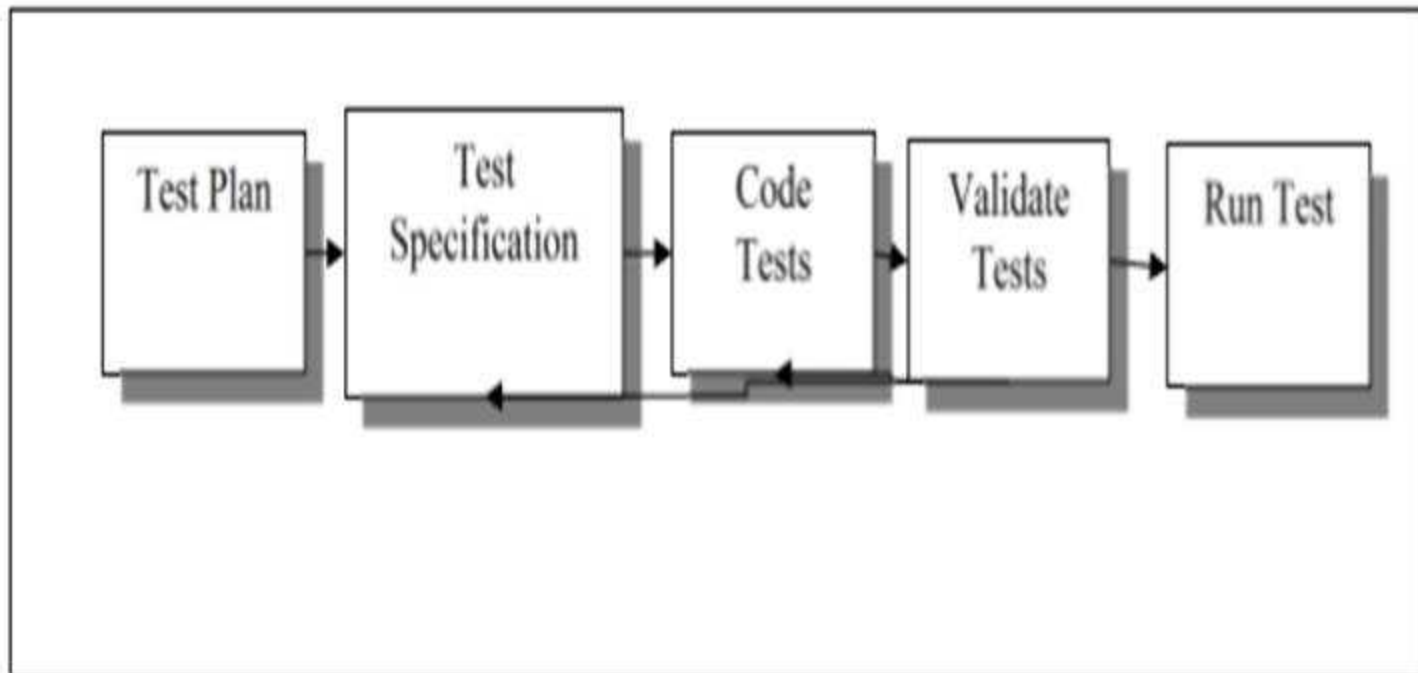 Test Plan
Test
Specification
Code
Tests
Validate
Tests
Run Test